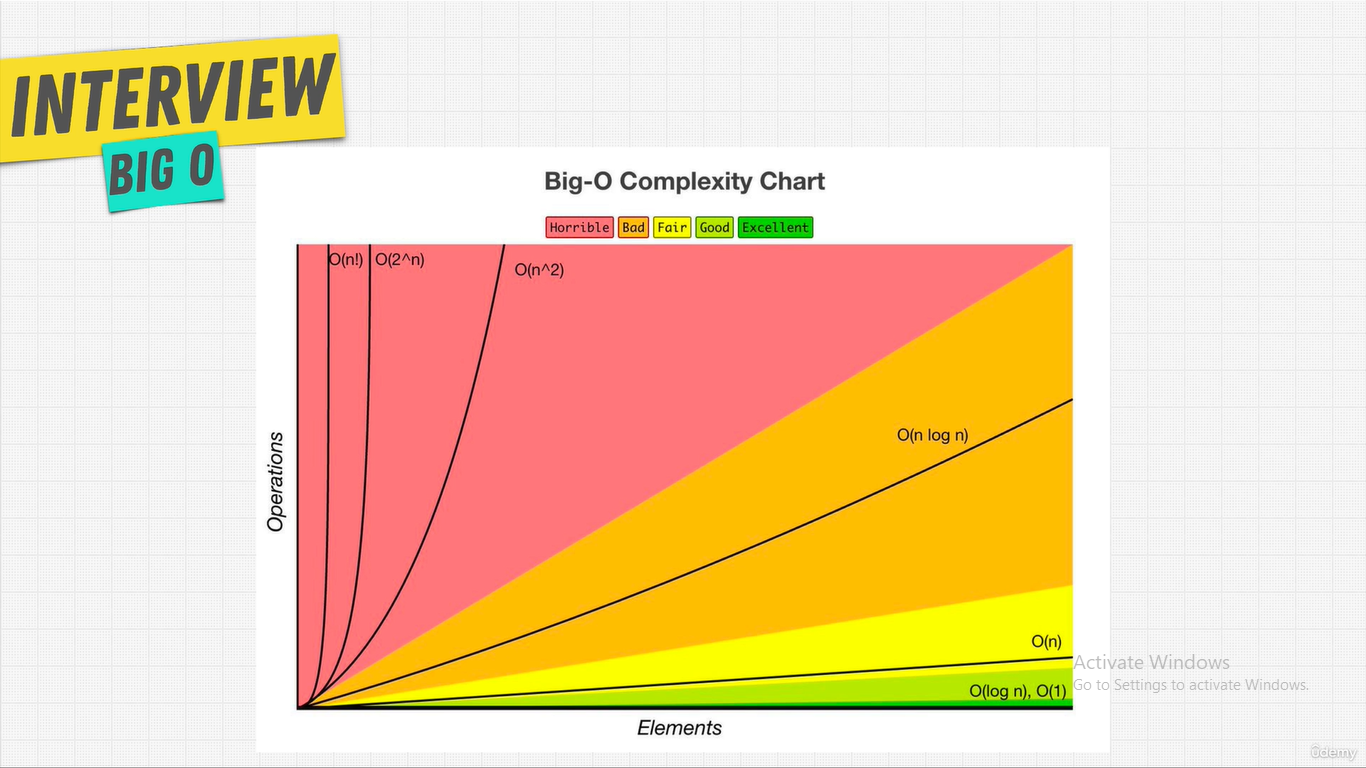 INTERVIEW
BIG O
Big-O Complexity Chart
Horrible Bad Fair Good Excellent
O(n!) O(2^n)
O(n^2)
O(n log n)
Operations
O(n)
O(log n), O(1)
Elements
Activate Windows
Go to Settings to activate Windows.
ûdemy